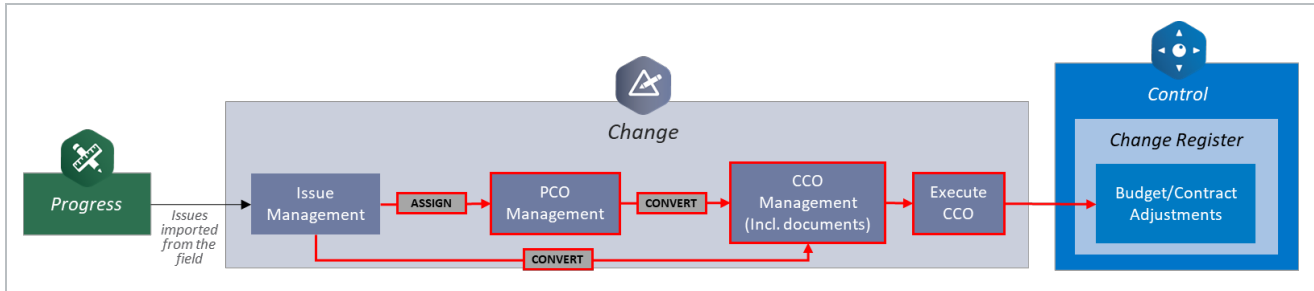 Progress
Issues
imported
from the
field
Change
Issue
Management
ASSIGN
PCO
Management
CONVERT
CCO
Management
(Incl. documents)
Execute
CCO
CONVERT
Control
Change Register
Budget/Contract
Adjustments